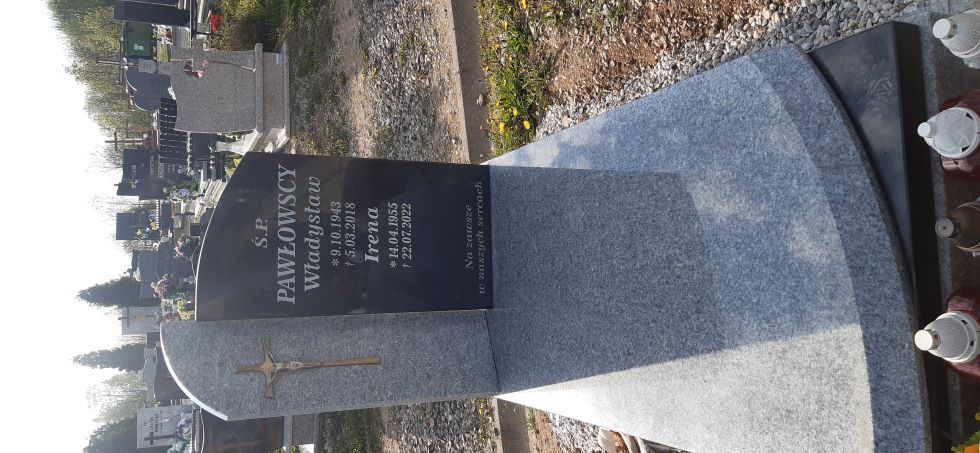 Ś.P.
PAWŁOWSCY
Władysław
* 9.10.1943
† 5.03.2018
Irena
* 14.04.1955
† 22.07.2022
Na zawsze
w naszych sercach